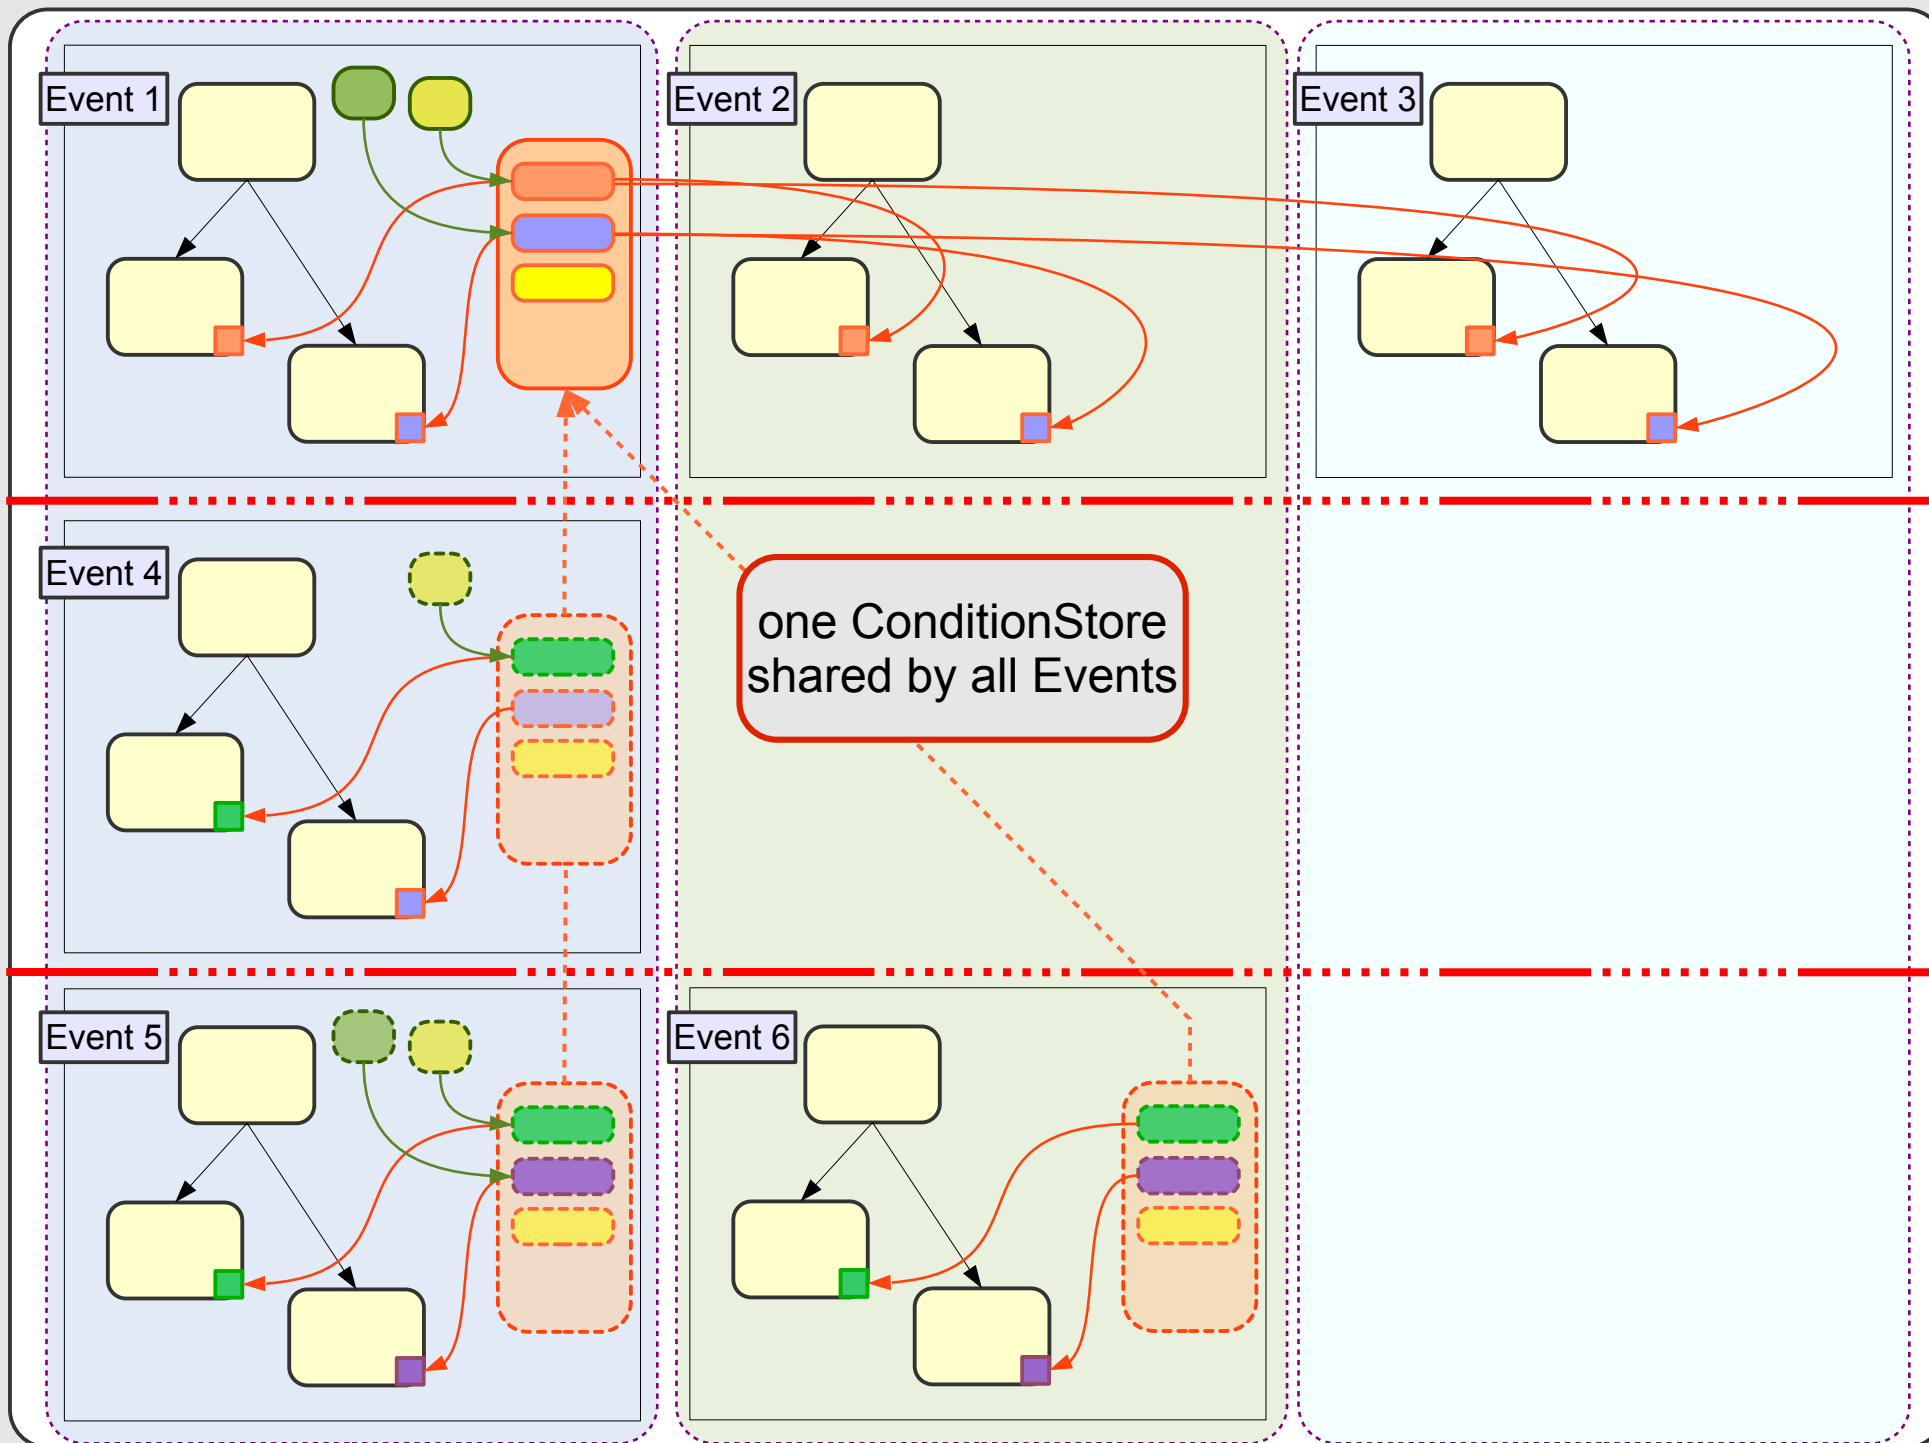 Event 1
Event 2
Event 3
Event 4
one ConditionStore
shared by all Events
Event 5
Event 6